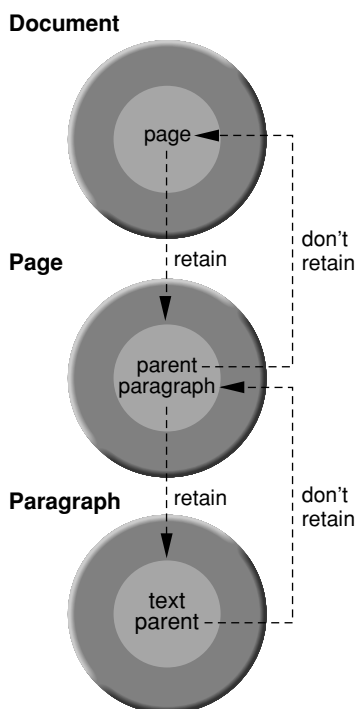 Document
page
don't
retain
retain
Page
parent
paragraph
don't
retain
retain
Paragraph
text
parent